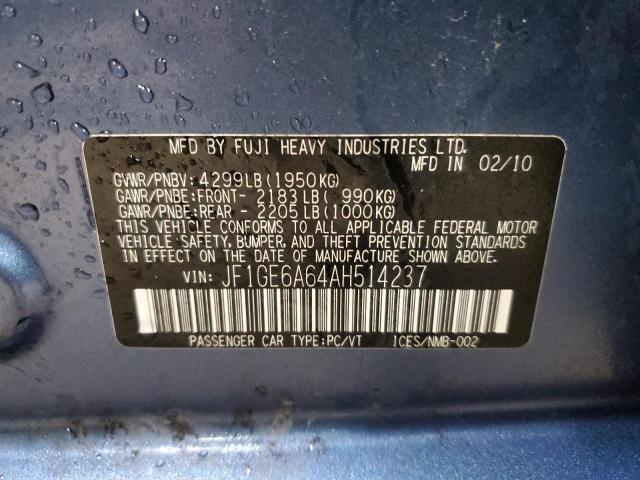 MFD BY FUJI HEAVY INDUSTRIES LTD.
MFD IN 02/10
GVWR/PNBV: 4299LB (1950KG)
GAWR/PNBE:FRONT- 2183LB( 990KG)
GAWR/PNBE:REAR - 2205LB(1000KG)
THIS VEHICLE CONFORMS TO ALL APPLICABLE FEDERAL MOTOR
VEHICLE SAFETY, BUMPER, AND THEFT PREVENTION STANDARDS
IN EFFECT ON THE DATE OF MANUFACTURE SHOWN ABOVE.
VIN: JF1GE6A64AH514237
PASSENGER CAR TYPE:PC/VT ICES/NMB-002